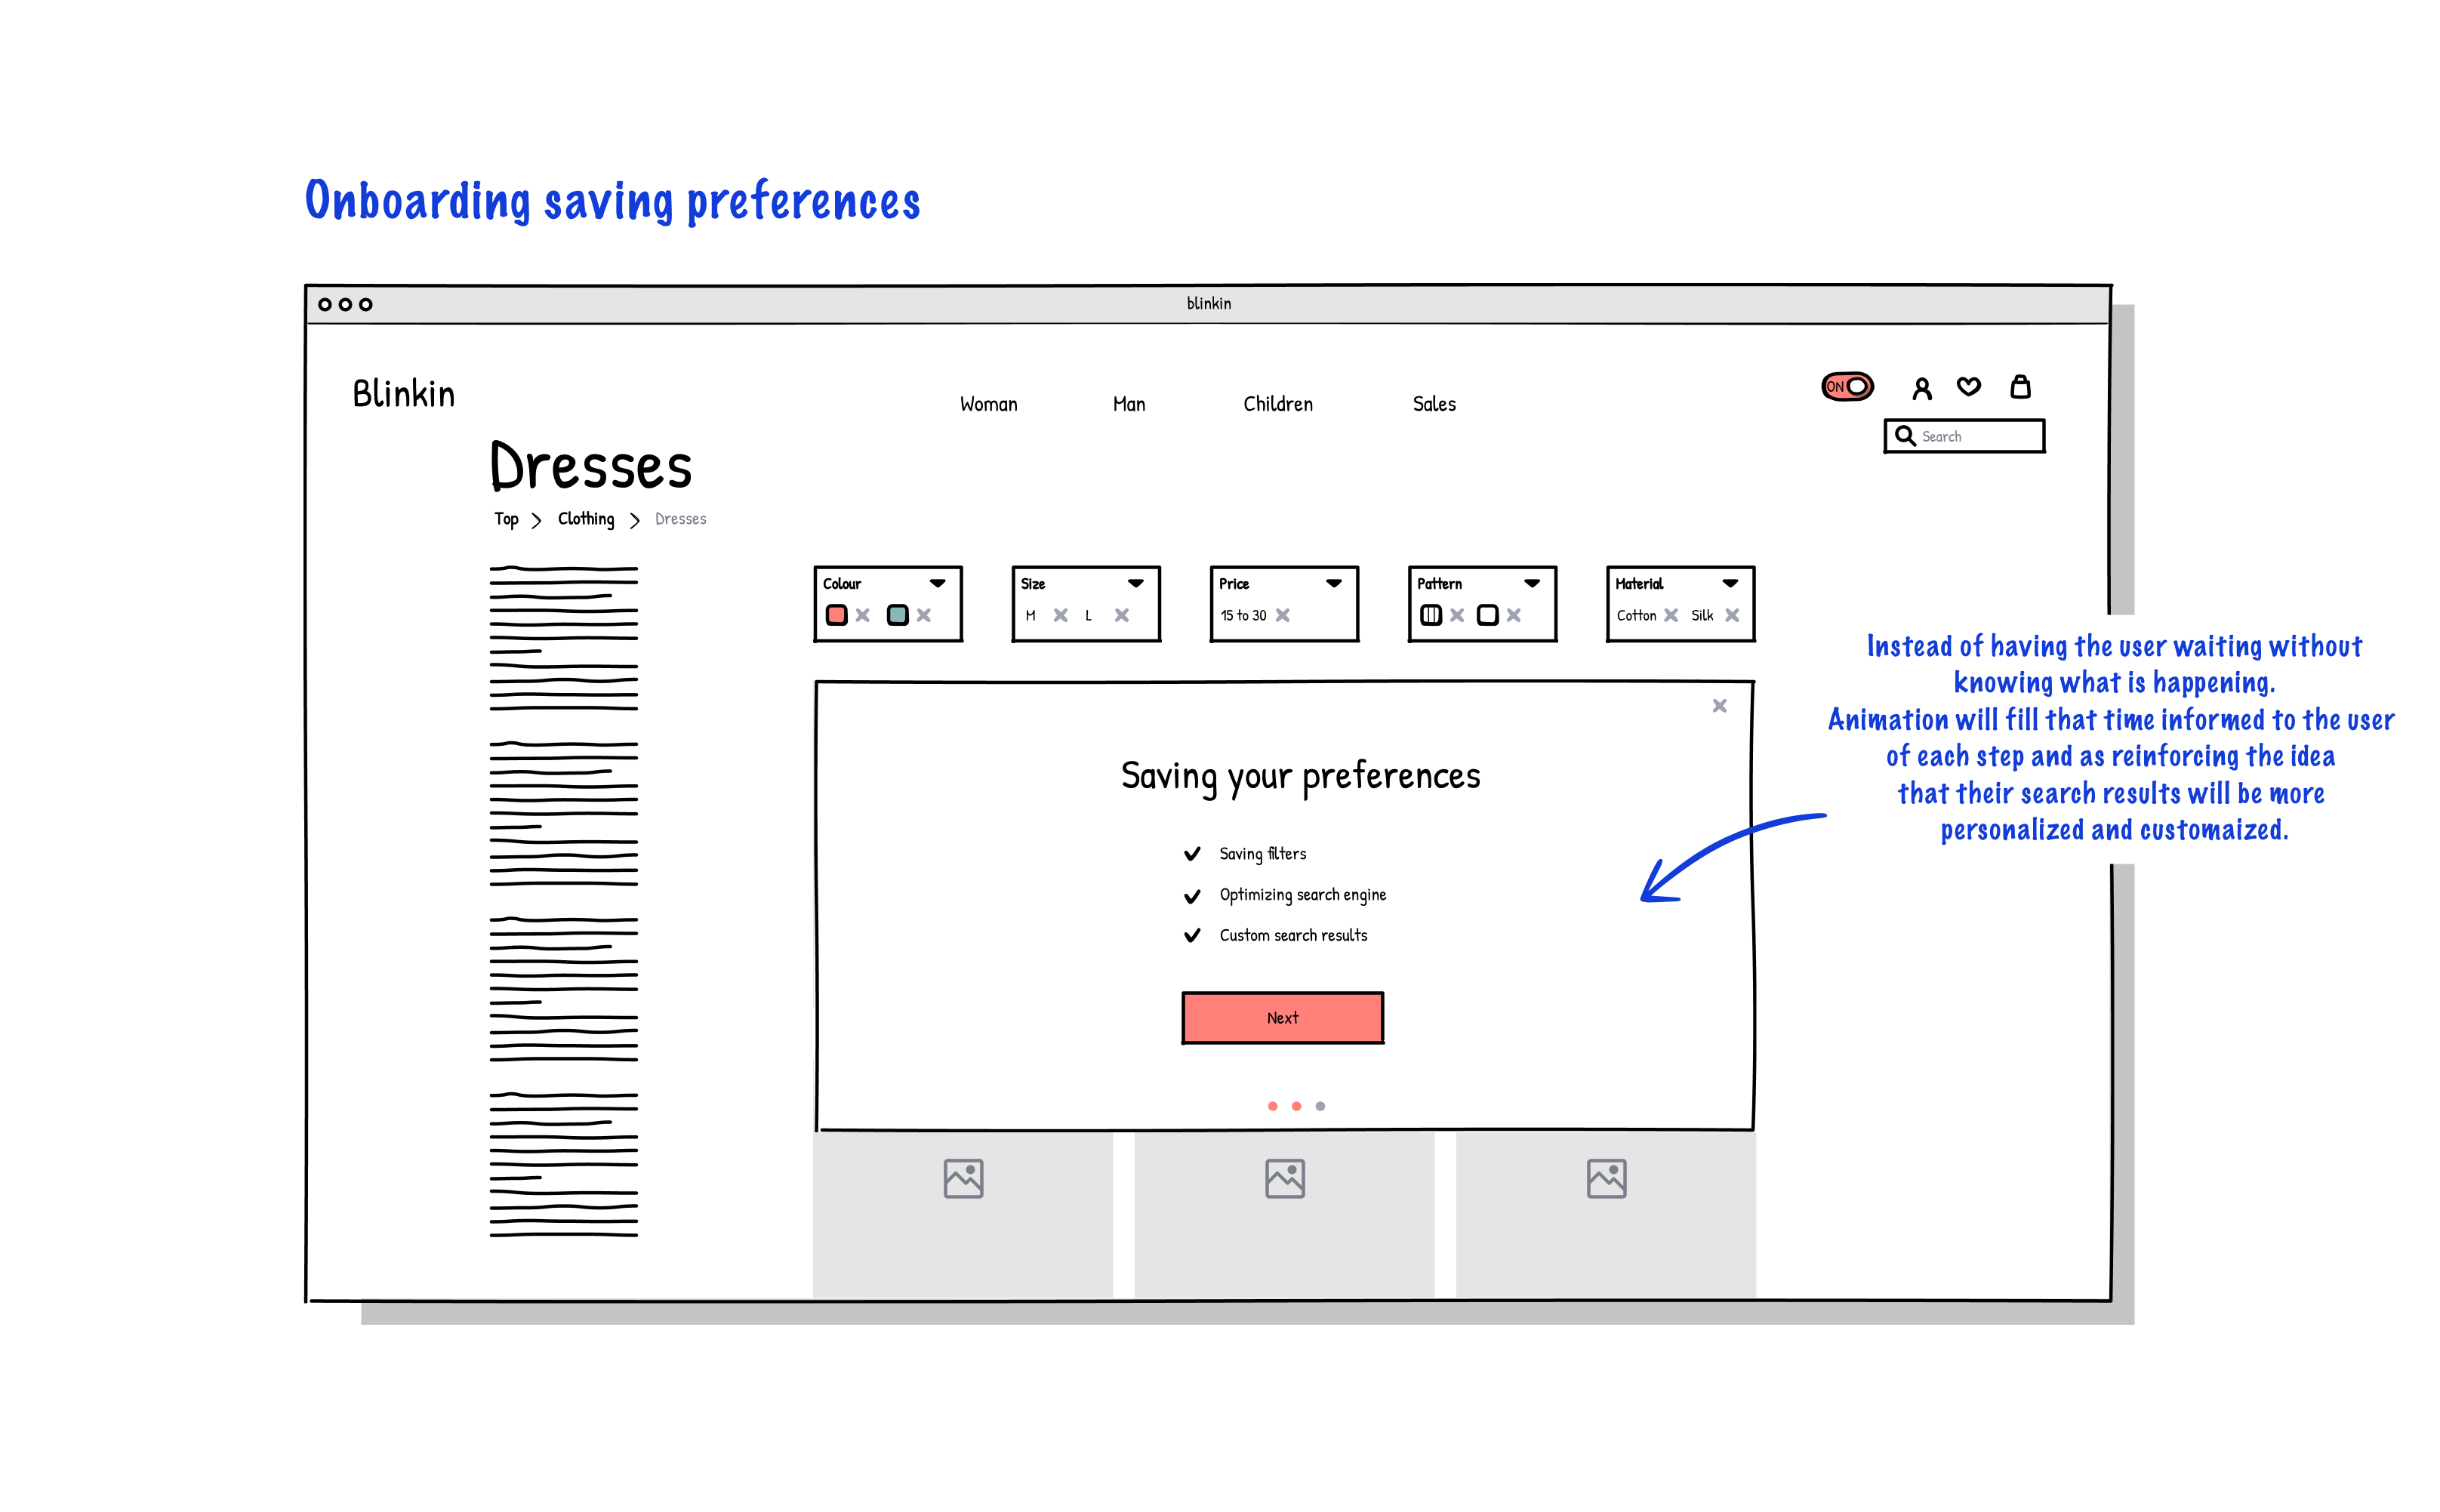 Onboarding saving preferences
blinkin
Blinkin
Woman Man Children Sales
ON
Search
Dresses
Top > Clothing > Dresses
Colour Size Price Pattern Material
M L 15 to 30 Cotton Silk
Saving your preferences
Saving filters
Optimizing search engine
Custom search results
Next
Instead of having the user waiting without
knowing what is happening.
Animation will fill that time informed to the user
of each step and as reinforcing the idea
that their search results will be more
personalized and customaized.